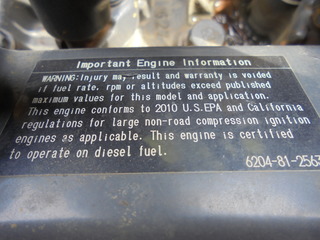 Important Engine Information
WARNING:Injury may result and warranty is voided
if fuel rate, rpm or altitudes exceed published
maximum values for this model and application.
This engine conforms to 2010 U.S.EPA and California
regulations for large non-road compression ignition
engines as applicable. This engine is certified
to operate on diesel fuel.
6204-81-2563